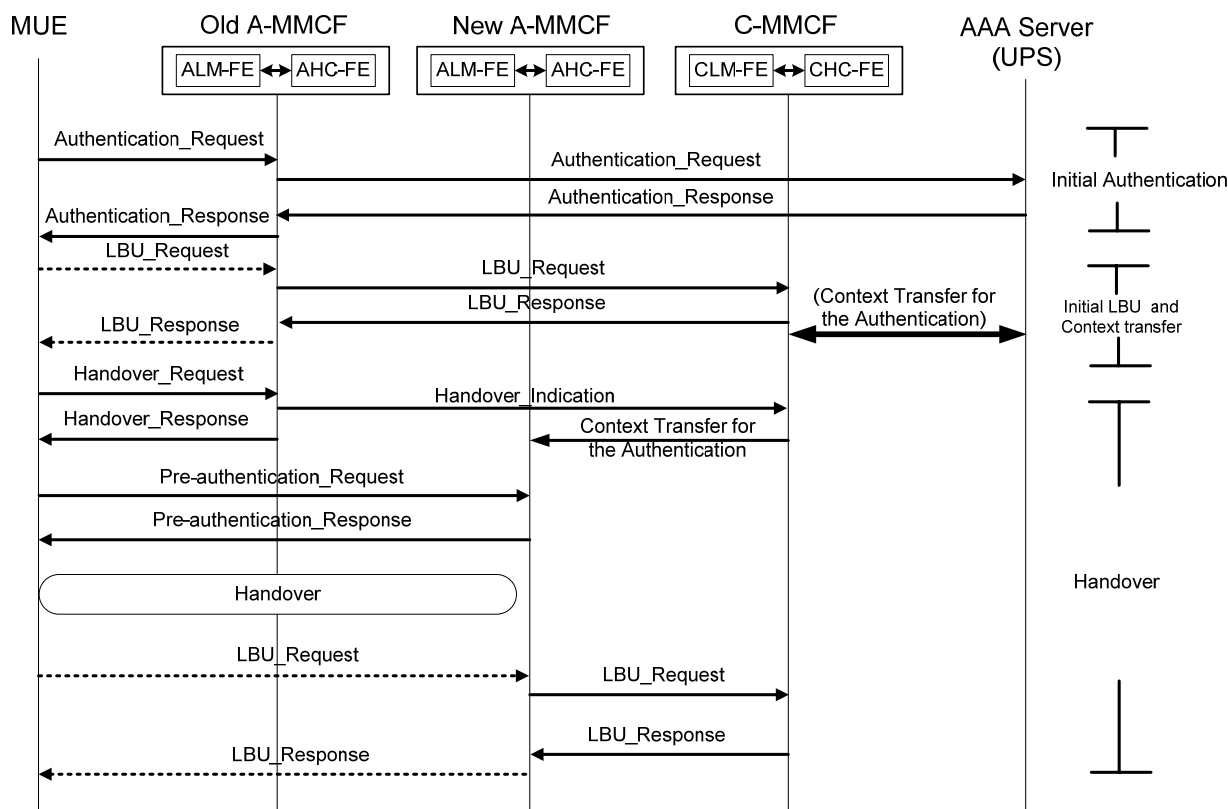 MUE
Old A-MMCF
New A-MMCF
C-MMCF
AAA Server
(UPS)
ALM-FE
AHC-FE
ALM-FE
AHC-FE
CLM-FE
CHC-FE
Authentication_Request
Authentication_Request
Initial Authentication
Authentication_Response
Authentication_Response
LBU_Request
LBU_Request
(Context Transfer for
the Authentication)
Initial LBU and
Context transfer
LBU_Response
LBU_Response
Handover_Request
Handover_Indication
Handover_Response
Context Transfer for
the Authentication
Pre-authentication_Request
Pre-authentication_Response
Handover
Handover
LBU_Request
LBU_Request
LBU_Response
LBU_Response